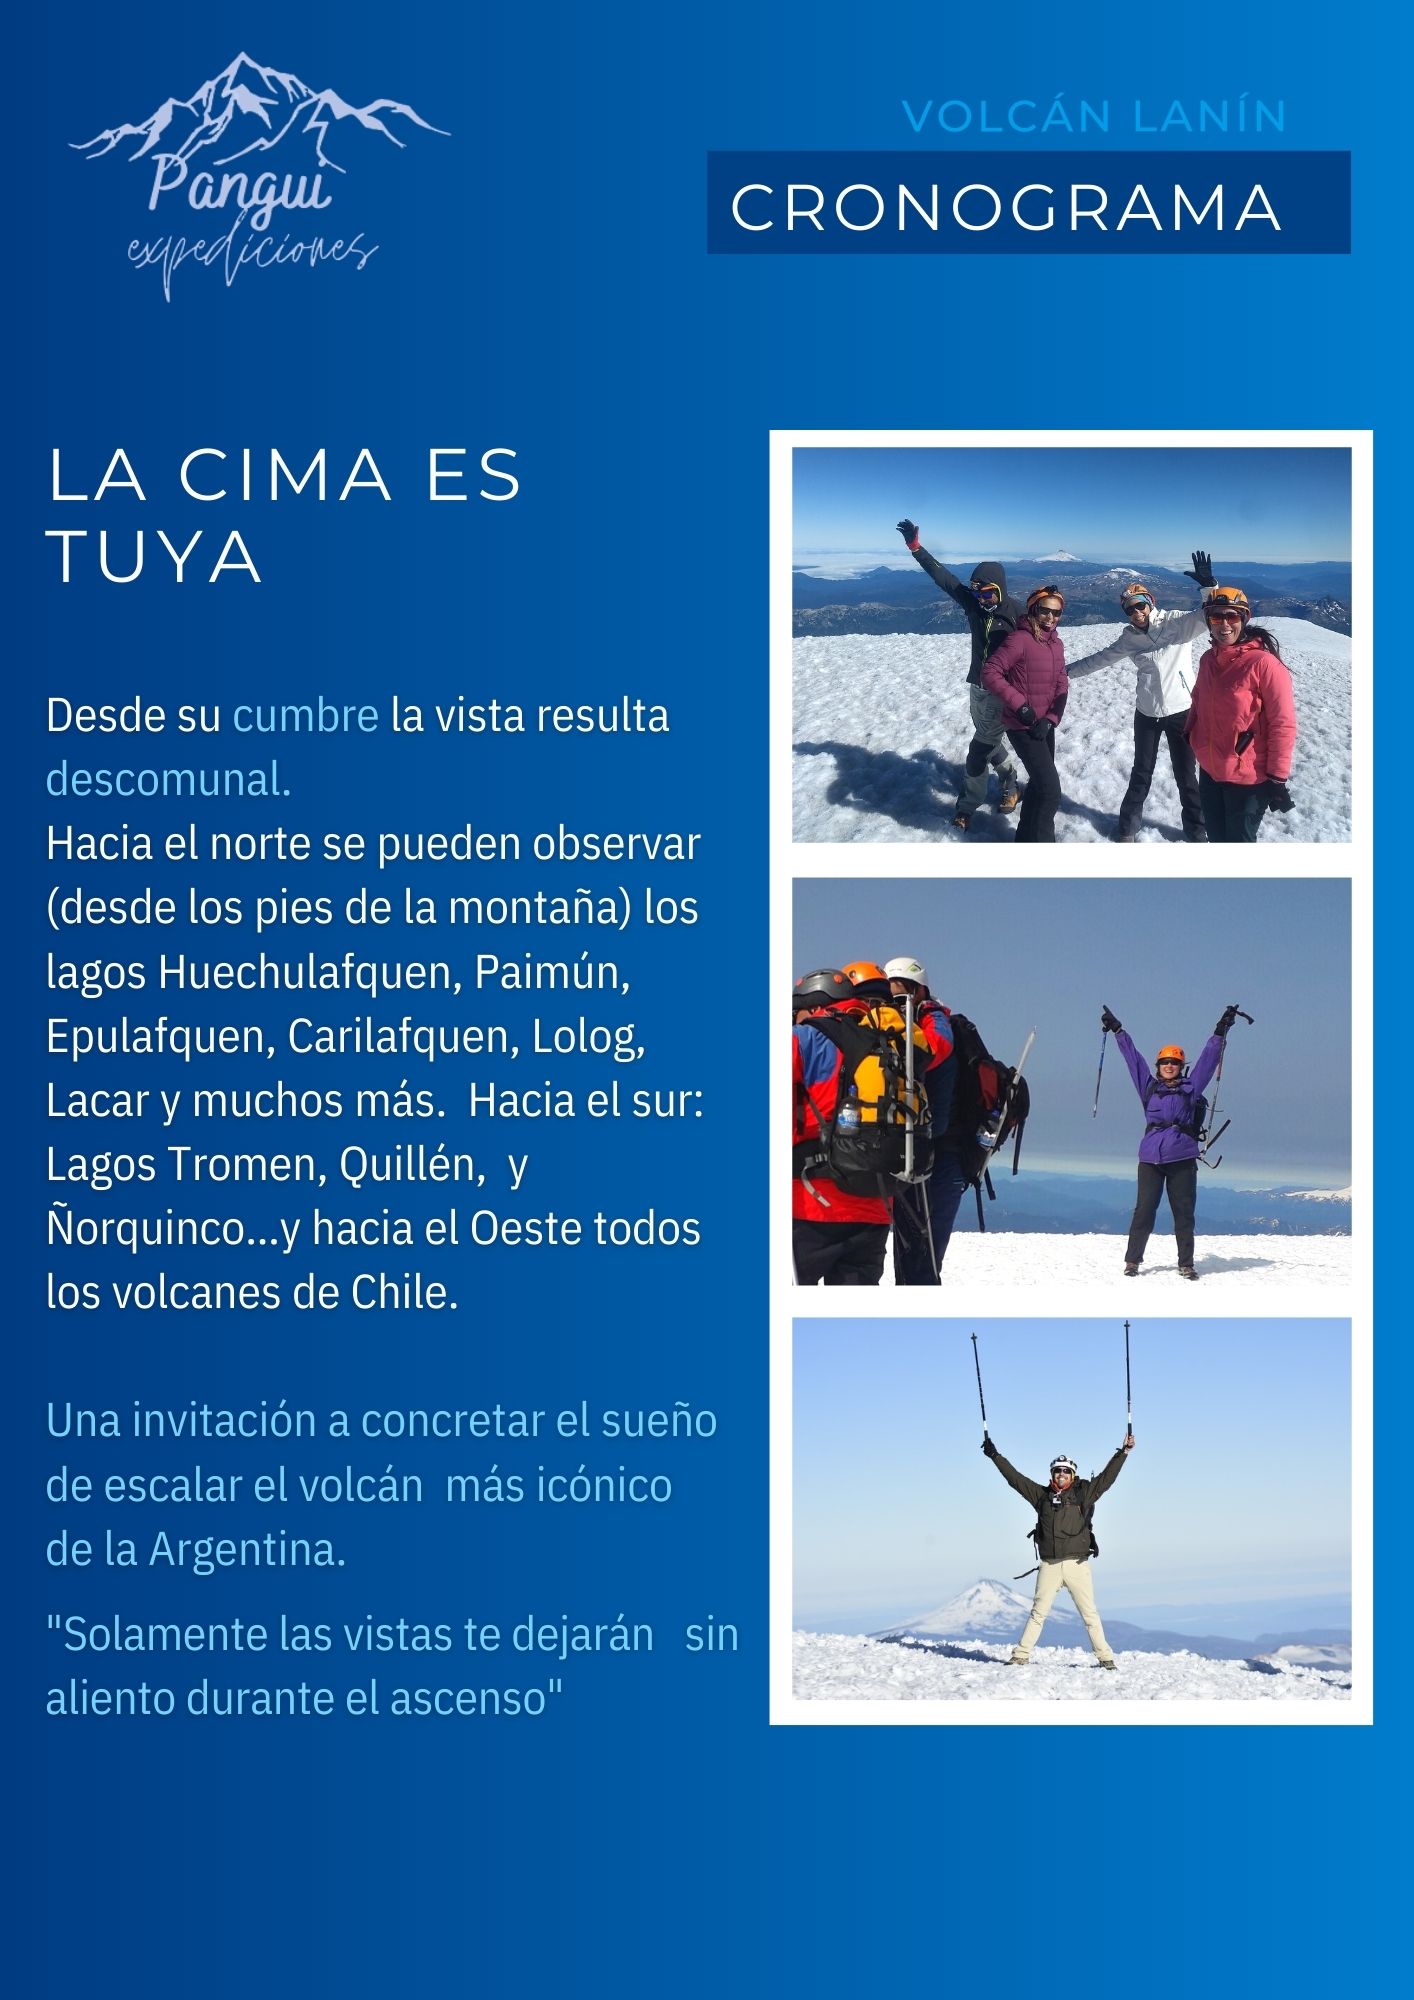 Pangui
expediciones
VOLCÁN LANÍN
CRONOGRAMA
LA CIMA ES
TUYA
Desde su cumbre la vista resulta
descomunal.
Hacia el norte se pueden observar
(desde los pies de la montaña) los
lagos Huechulafquen, Paimún,
Epulafquen, Carilafquen, Lolog,
Lacar y muchos más.  Hacia el sur:
Lagos Tromen, Quillén,  y
Ñorquinco...y hacia el Oeste todos
los volcanes de Chile.
Una invitación a concretar el sueño
de escalar el volcán  más icónico
de la Argentina.
"Solamente las vistas te dejarán   sin
aliento durante el ascenso"